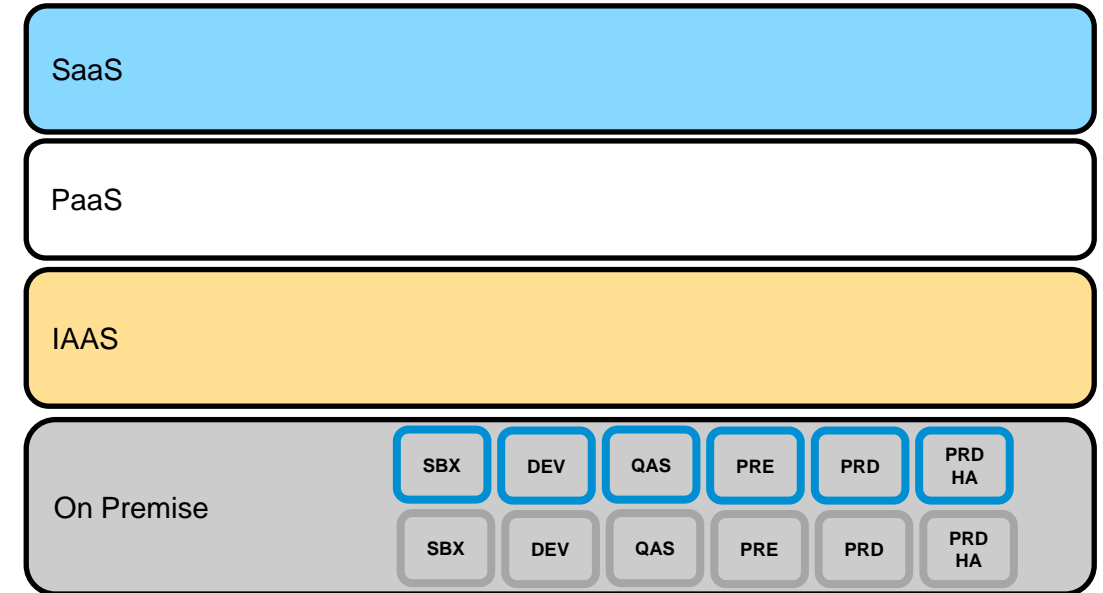 SaaS
PaaS
IAAS
On Premise
SBX DEV QAS PRE PRD PRD
HA
SBX DEV QAS PRE PRD PRD
HA